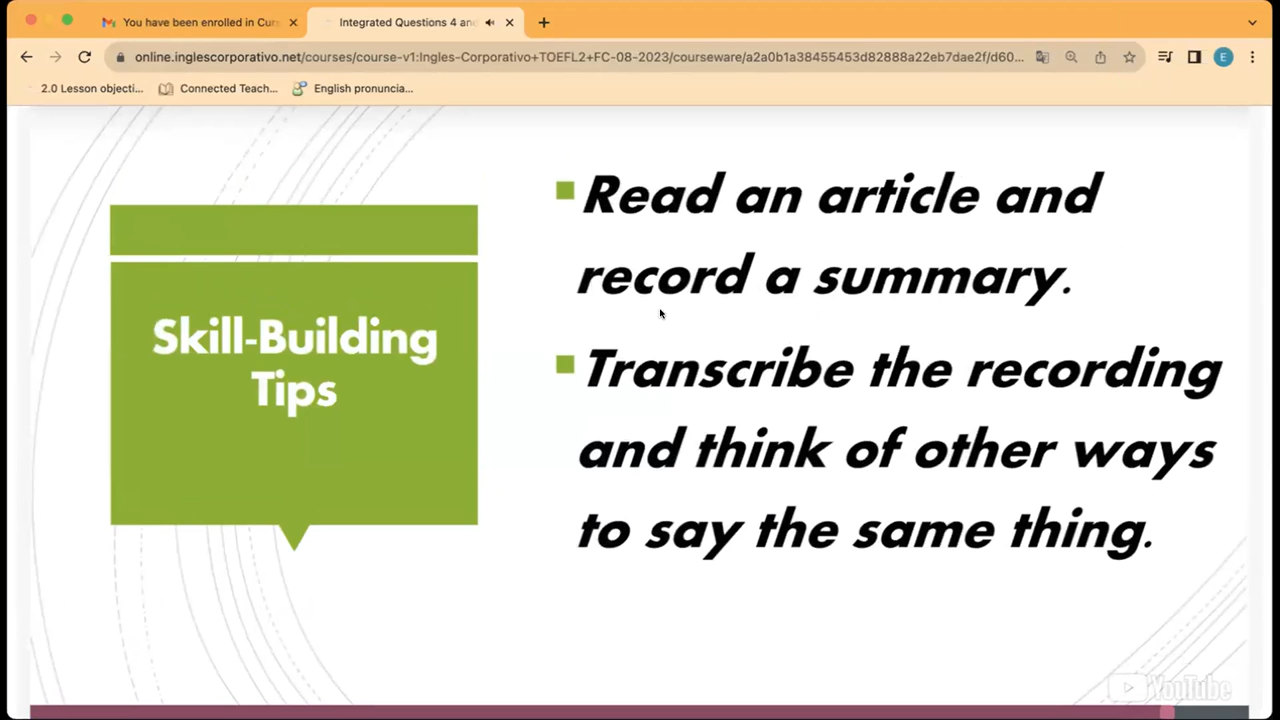 You have been enrolled in Curs
Integrated Questions 4 and
online.inglescorporativo.net/courses/course-v1:Ingles-Corporativo+TOEFL2+FC-08-2023/courseware/a2a0b1a38455453d82888a22eb7dae2f/d60...
E
2.0 Lesson objecti...
Connected Teach...
English pronuncia...
Skill-Building
Tips
Read an article and
record a summary.
Transcribe the recording
and think of other ways
to say the same thing.
YouTube